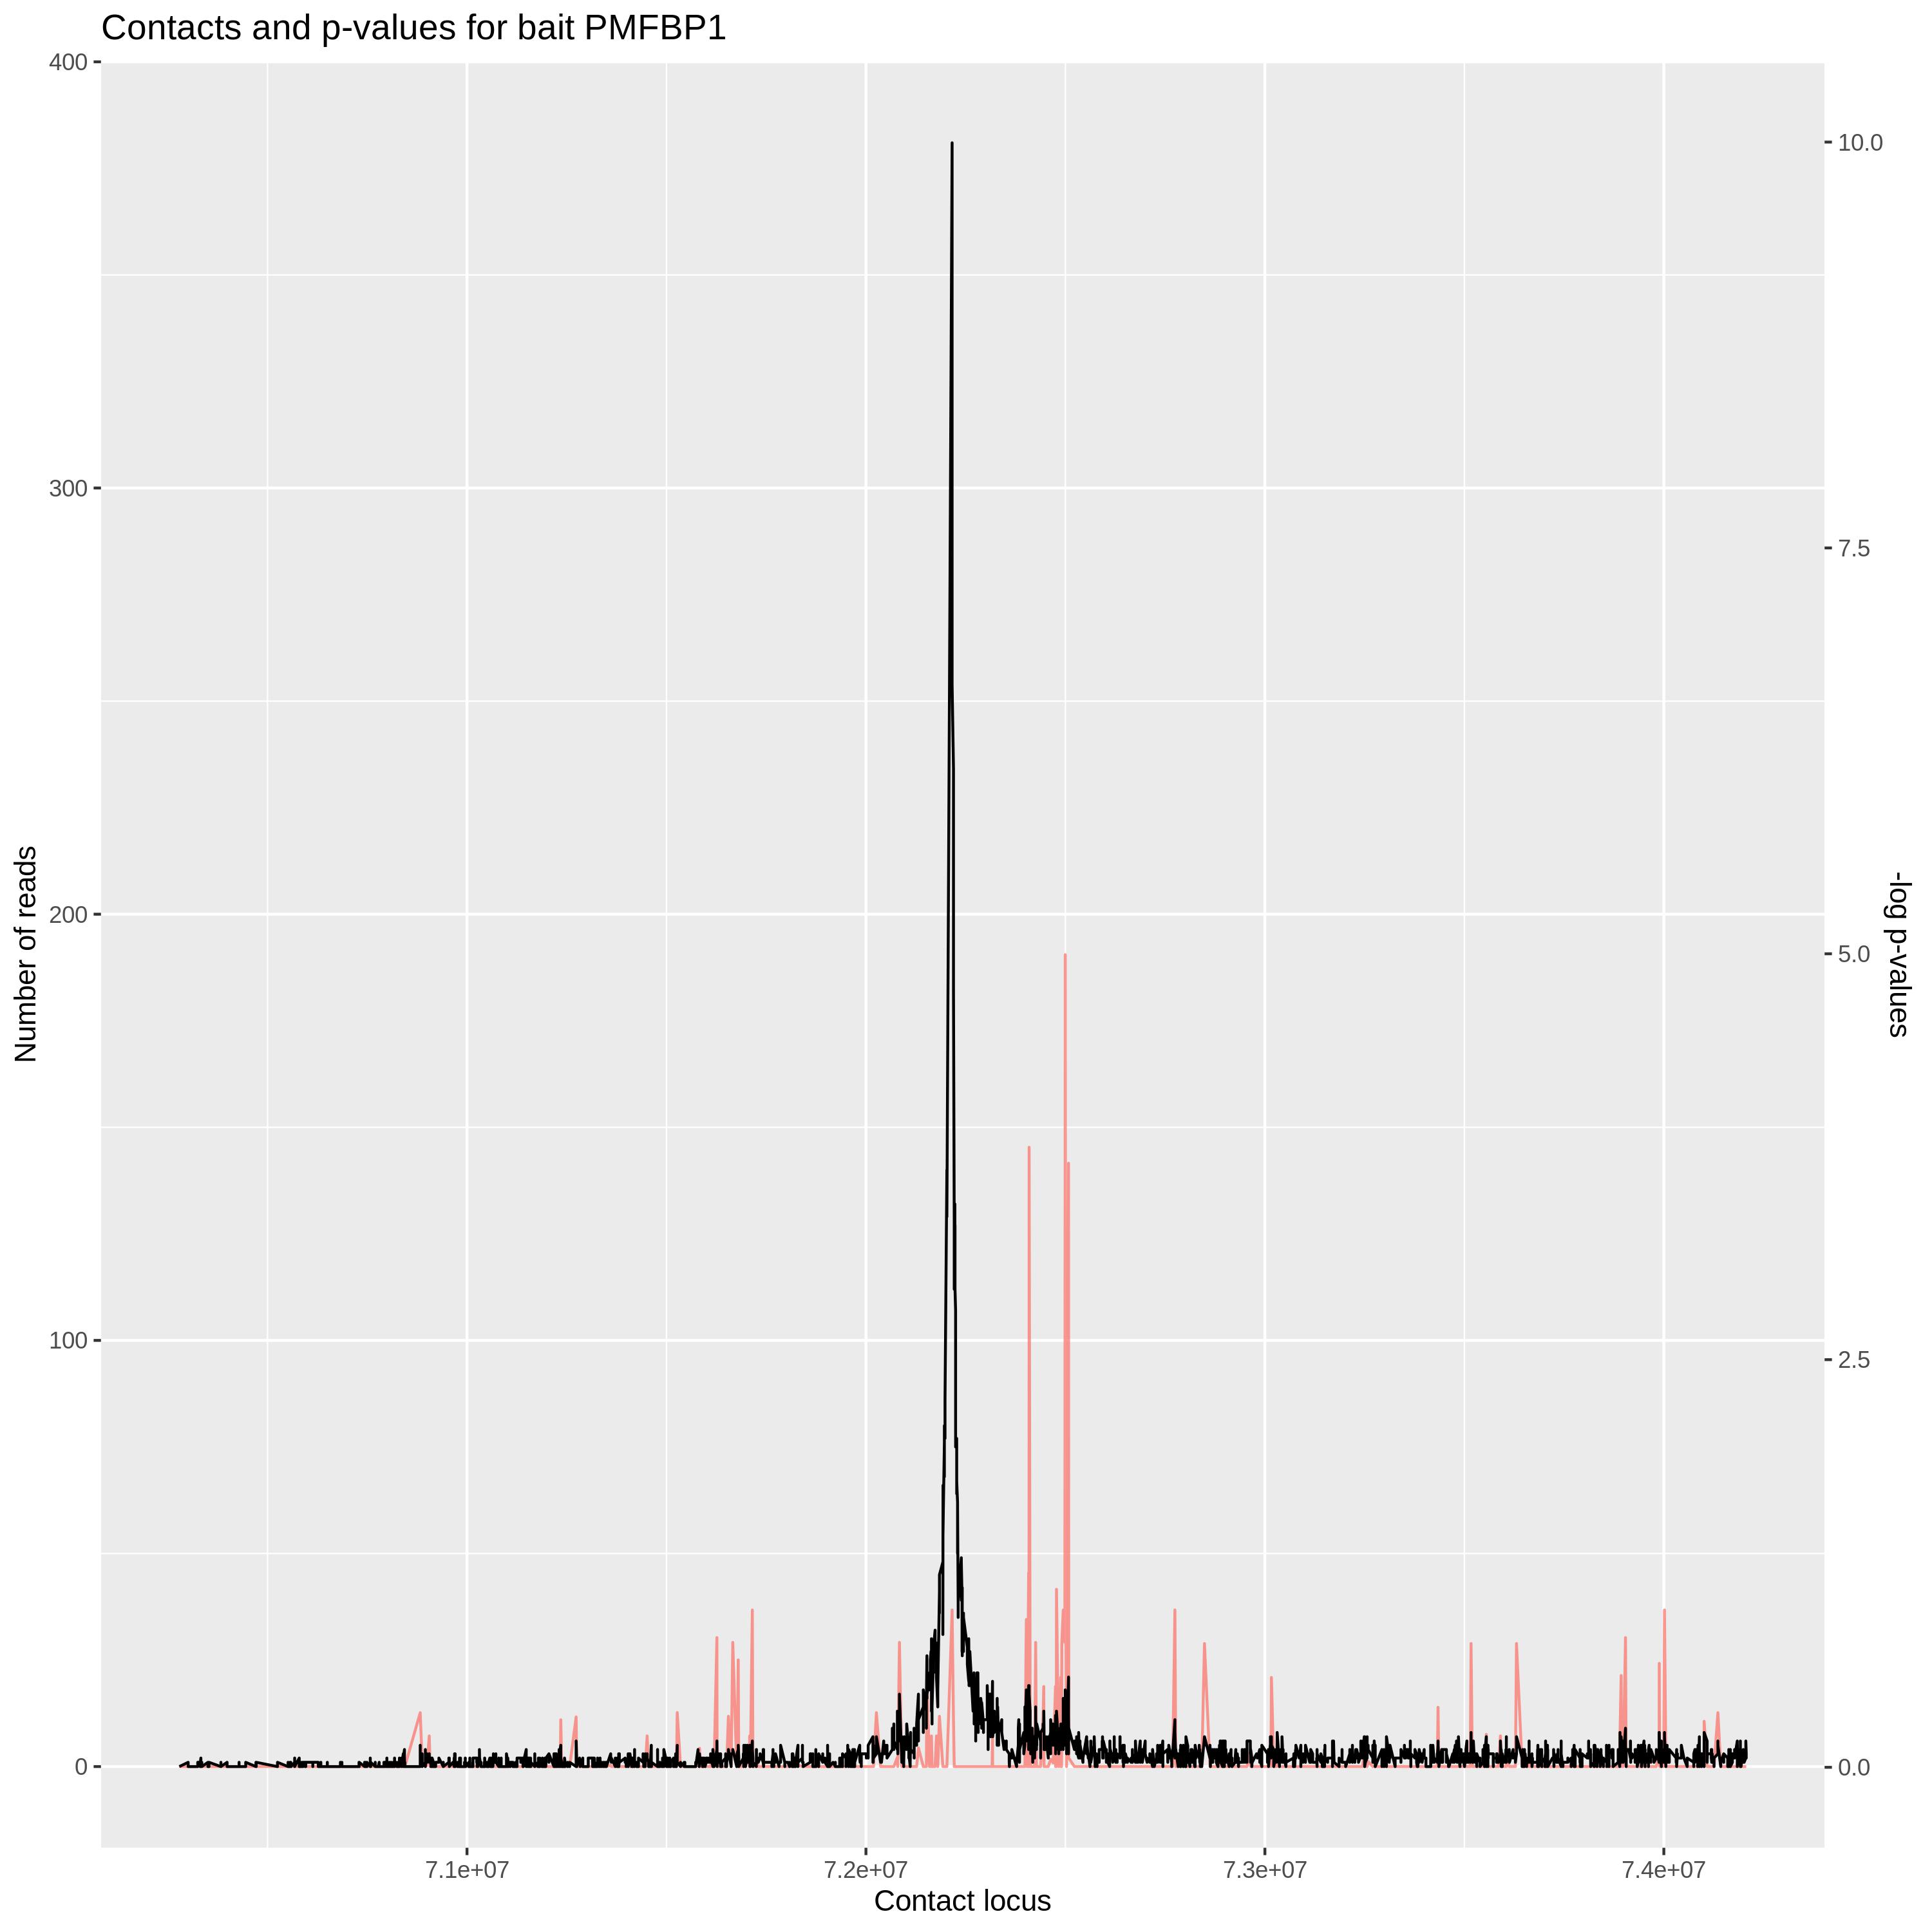 Contacts and p-values for bait PMFBP1
400
300
200
100
0
Number of reads
10.0
7.5
5.0
2.5
0.0
-log p-values
7.1e+07
7.2e+07
7.3e+07
7.4e+07
Contact locus